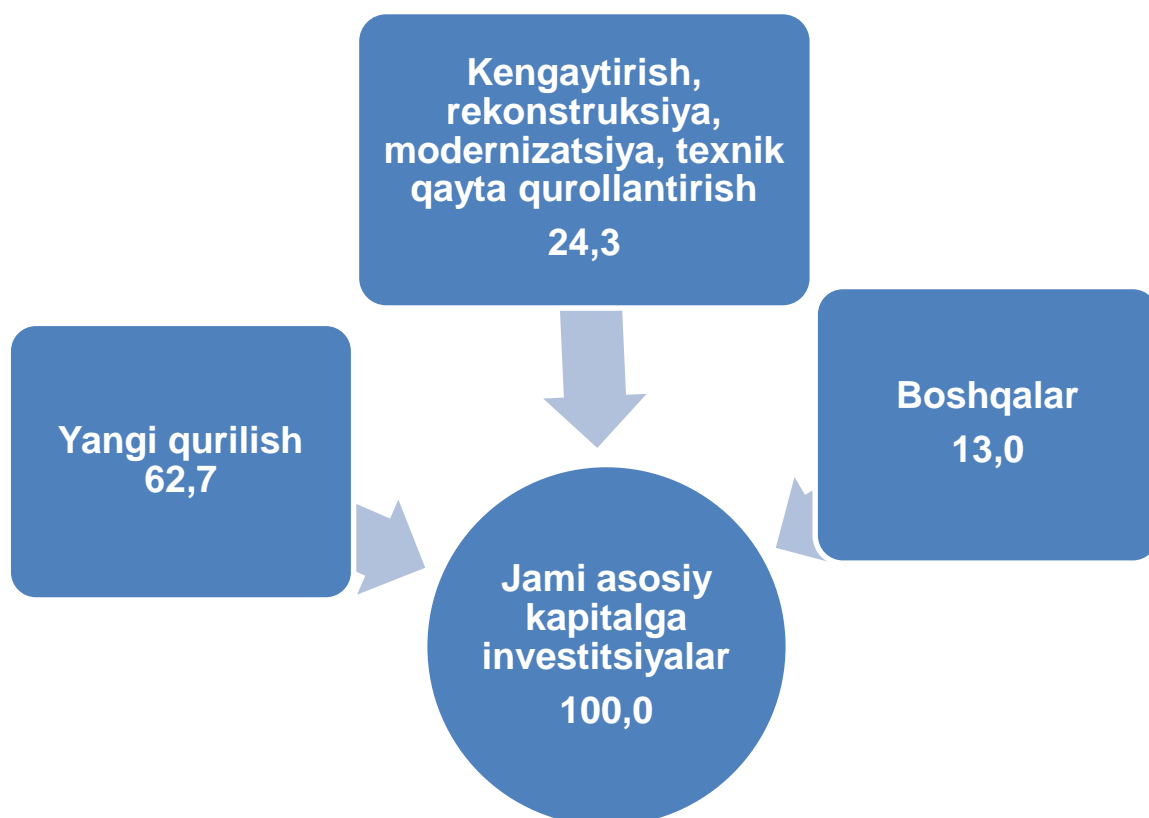 Kengaytirish,
rekonstruksiya,
modernizatsiya, texnik
qayta qurollantirish
24,3
Yangi qurilish
62,7
Boshqalar
13,0
Jami asosiy
kapitalga
investitsiyalar
100,0